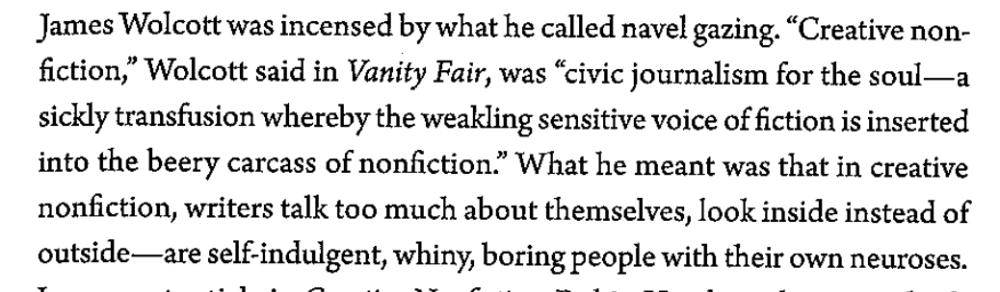 James Wolcott was incensed by what he called navel gazing. “Creative non-
fiction,” Wolcott said in Vanity Fair, was “civic journalism for the soul—a
sickly transfusion whereby the weakling sensitive voice of fiction is inserted
into the beery carcass of nonfiction.” What he meant was that in creative
nonfiction, writers talk too much about themselves, look inside instead of
outside—are self-indulgent, whiny, boring people with their own neuroses.